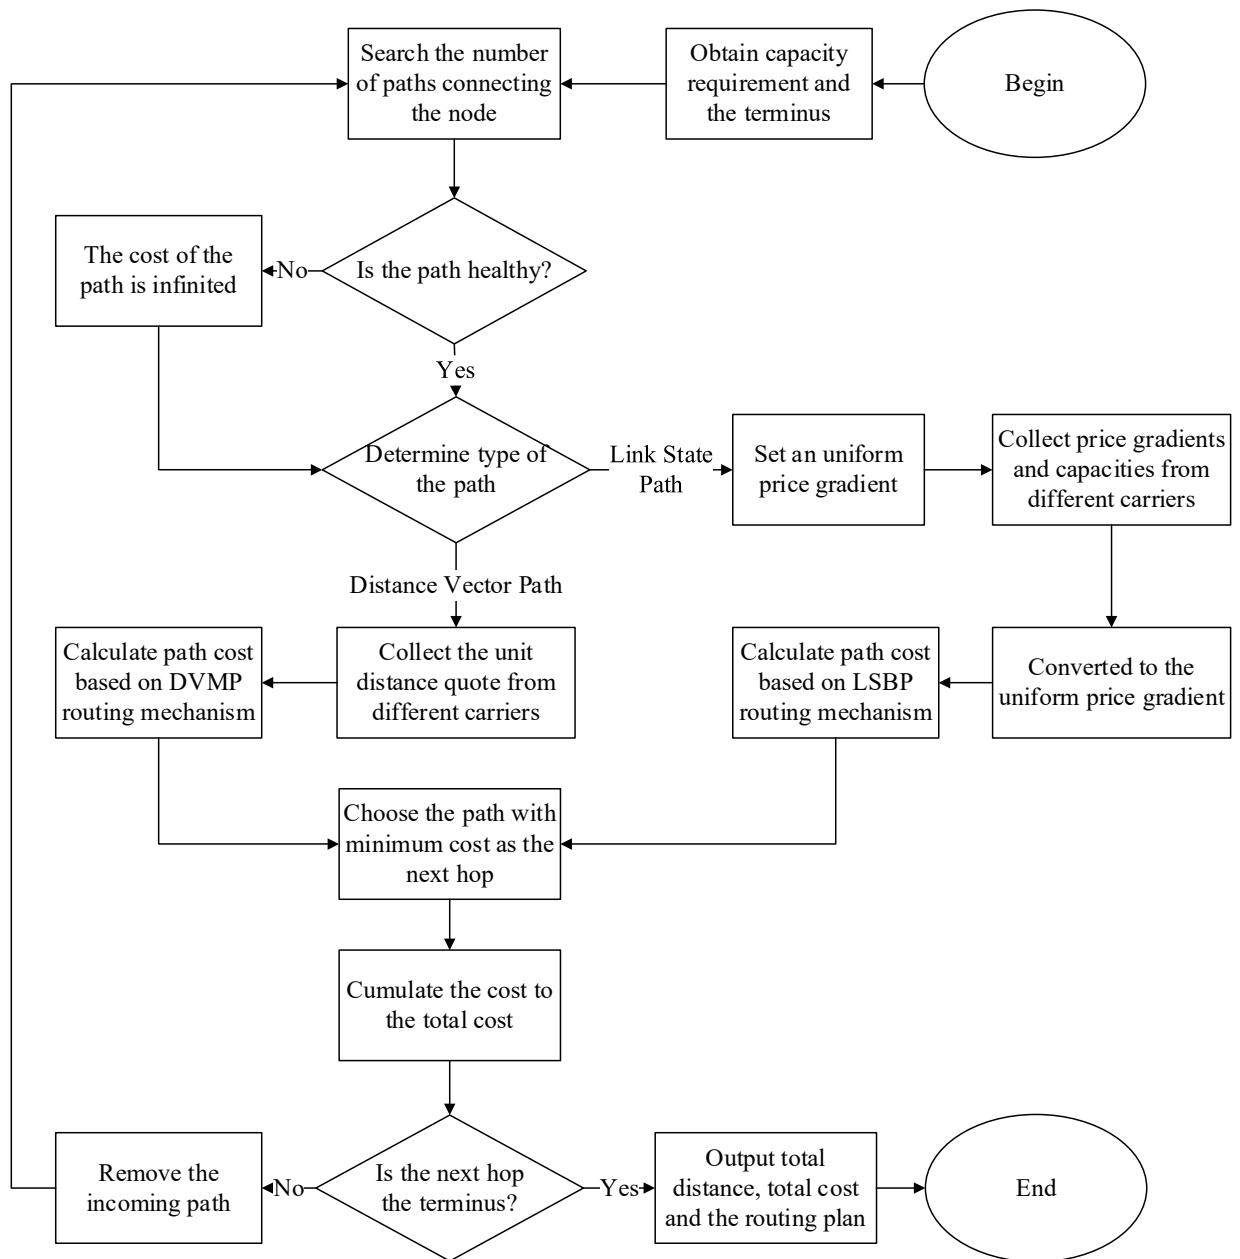 Search the number
of paths connecting
the node
Obtain capacity
requirement and
the terminus
Begin
The cost of the
path is infinited
No
Is the path healthy?
Yes
Determine type of
the path
Link State
Path
Set an uniform
price gradient
Collect price gradients
and capacities from
different carriers
Distance Vector Path
Calculate path cost
based on DVMP
routing mechanism
Collect the unit
distance quote from
different carriers
Calculate path cost
based on LSBP
routing mechanism
Converted to the
uniform price gradient
Choose the path with
minimum cost as the
next hop
Cumulate the cost to
the total cost
Remove the
incoming path
No
Is the next hop
the terminus?
Yes
Output total
distance, total cost
and the routing plan
End